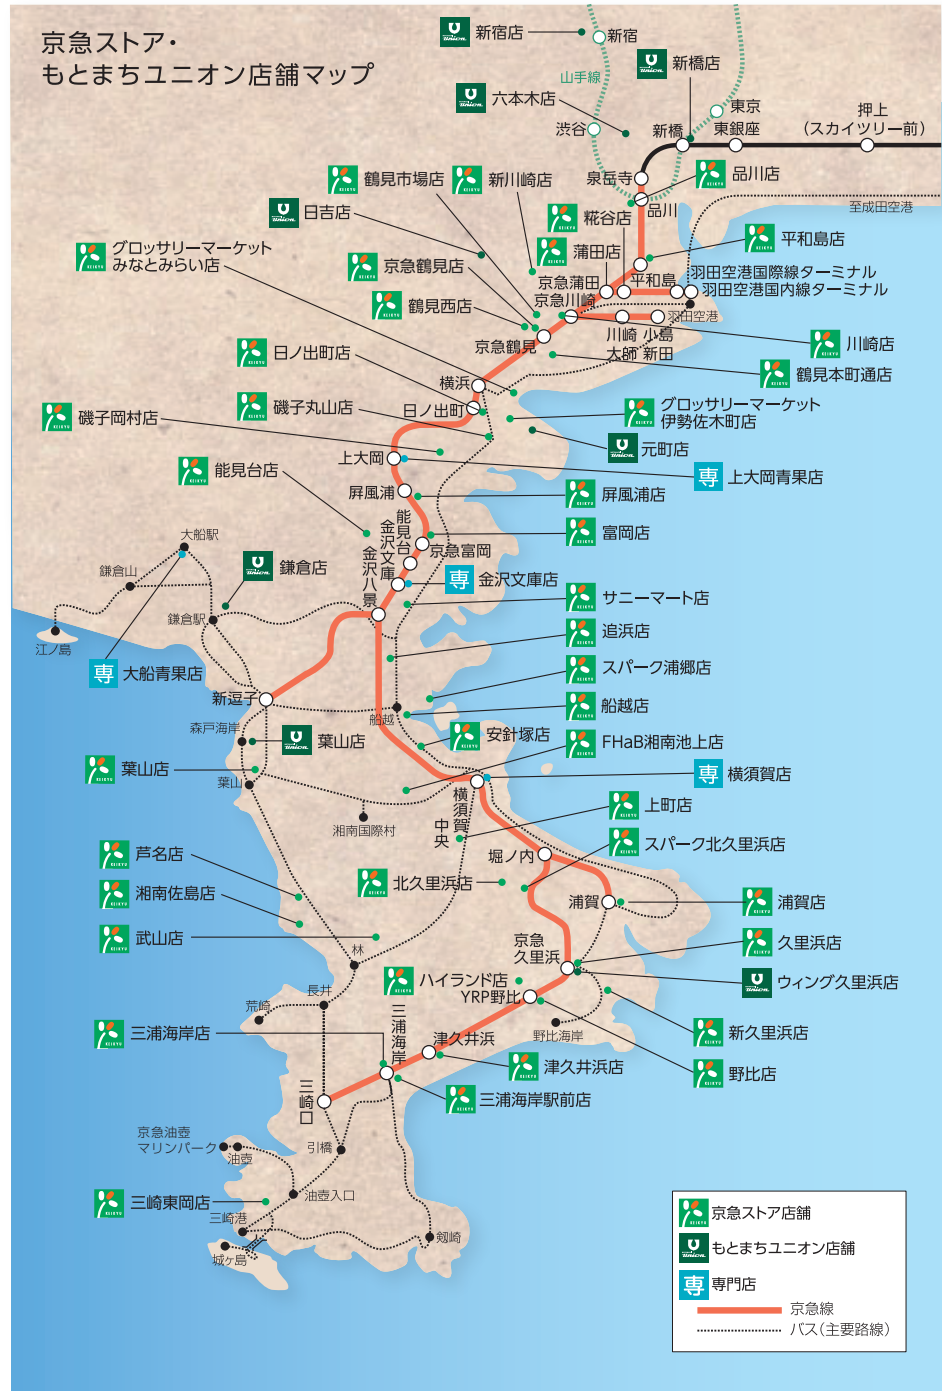 京急ストア・
もとまちユニオン店舗マップ
新宿店
新宿
新橋店
山手線
六本木店
東京
渋谷
新橋
東銀座
押上
（スカイツリー前）
鶴見市場店
新川崎店
泉岳寺
品川店
日吉店
糀谷店
品川
至成田空港
グロッサリーマーケット
みなとみらい店
京急鶴見店
蒲田店
平和島店
京急蒲田
平和島
羽田空港国際線ターミナル
羽田空港国内線ターミナル
鶴見西店
京急川崎
羽田空港
川崎大師
小島新田
川崎店
日ノ出町店
京急鶴見
鶴見本町通店
横浜
磯子岡村店
磯子丸山店
日ノ出町
グロッサリーマーケット
伊勢佐木町店
元町店
能見台店
上大岡
上大岡青果店
専
屏風浦
屏風浦店
能見台
金沢文庫
金沢八景
京急富岡
富岡店
大船駅
鎌倉山
鎌倉店
専
金沢文庫店
鎌倉駅
サニーマート店
江ノ島
追浜店
専
大船青果店
スパーク浦郷店
新逗子
船越
船越店
森戸海岸
葉山店
安針塚店
FHaB湘南池上店
葉山店
葉山
専
横須賀店
横須賀中央
上町店
湘南国際村
スパーク北久里浜店
芦名店
堀ノ内
湘南佐島店
北久里浜店
浦賀
浦賀店
武山店
京急
久里浜
久里浜店
林
ハイランド店
ウィング久里浜店
長井
YRP野比
荒崎
三浦海岸
野比海岸
新久里浜店
三浦海岸店
津久井浜
津久井浜店
野比店
三崎口
三浦海岸駅前店
京急油壺
マリンパーク
油壺
引橋
三崎東岡店
油壺入口
三崎港
城ヶ島
剱崎
京急ストア店舗
もとまちユニオン店舗
専
専門店
京急線
バス（主要路線）